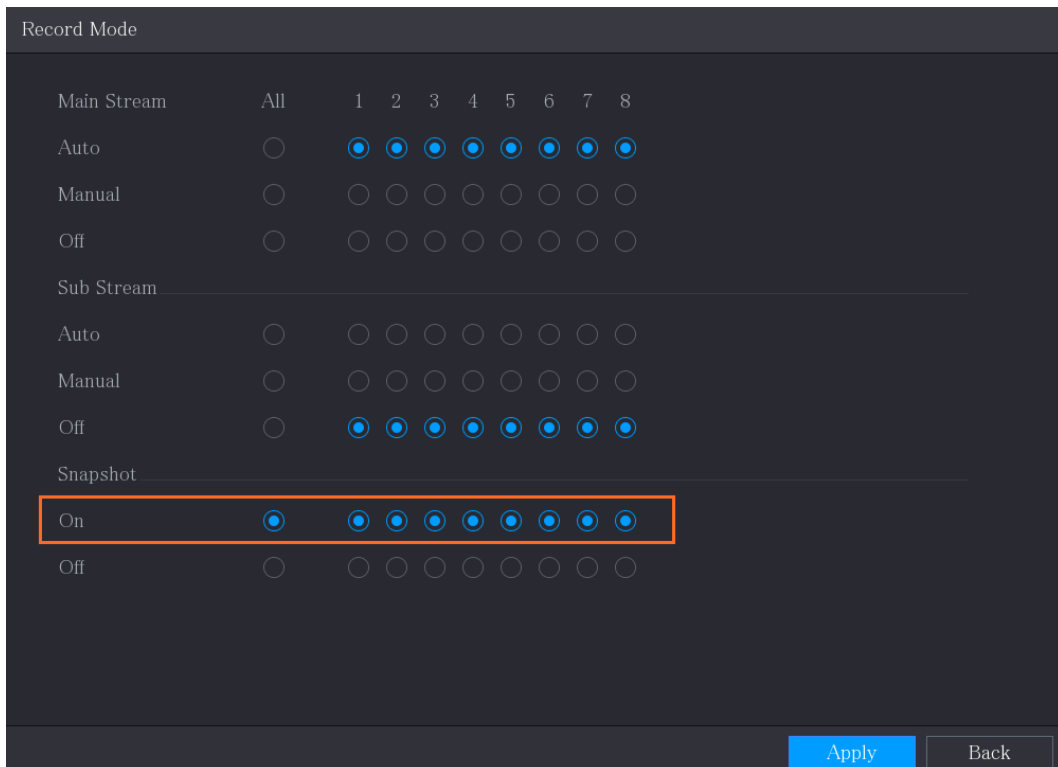 Record Mode
Main Stream All 1 2 3 4 5 6 7 8
Auto
Manual
Off
Sub Stream
Auto
Manual
Off
Snapshot
On
Off
Apply Back